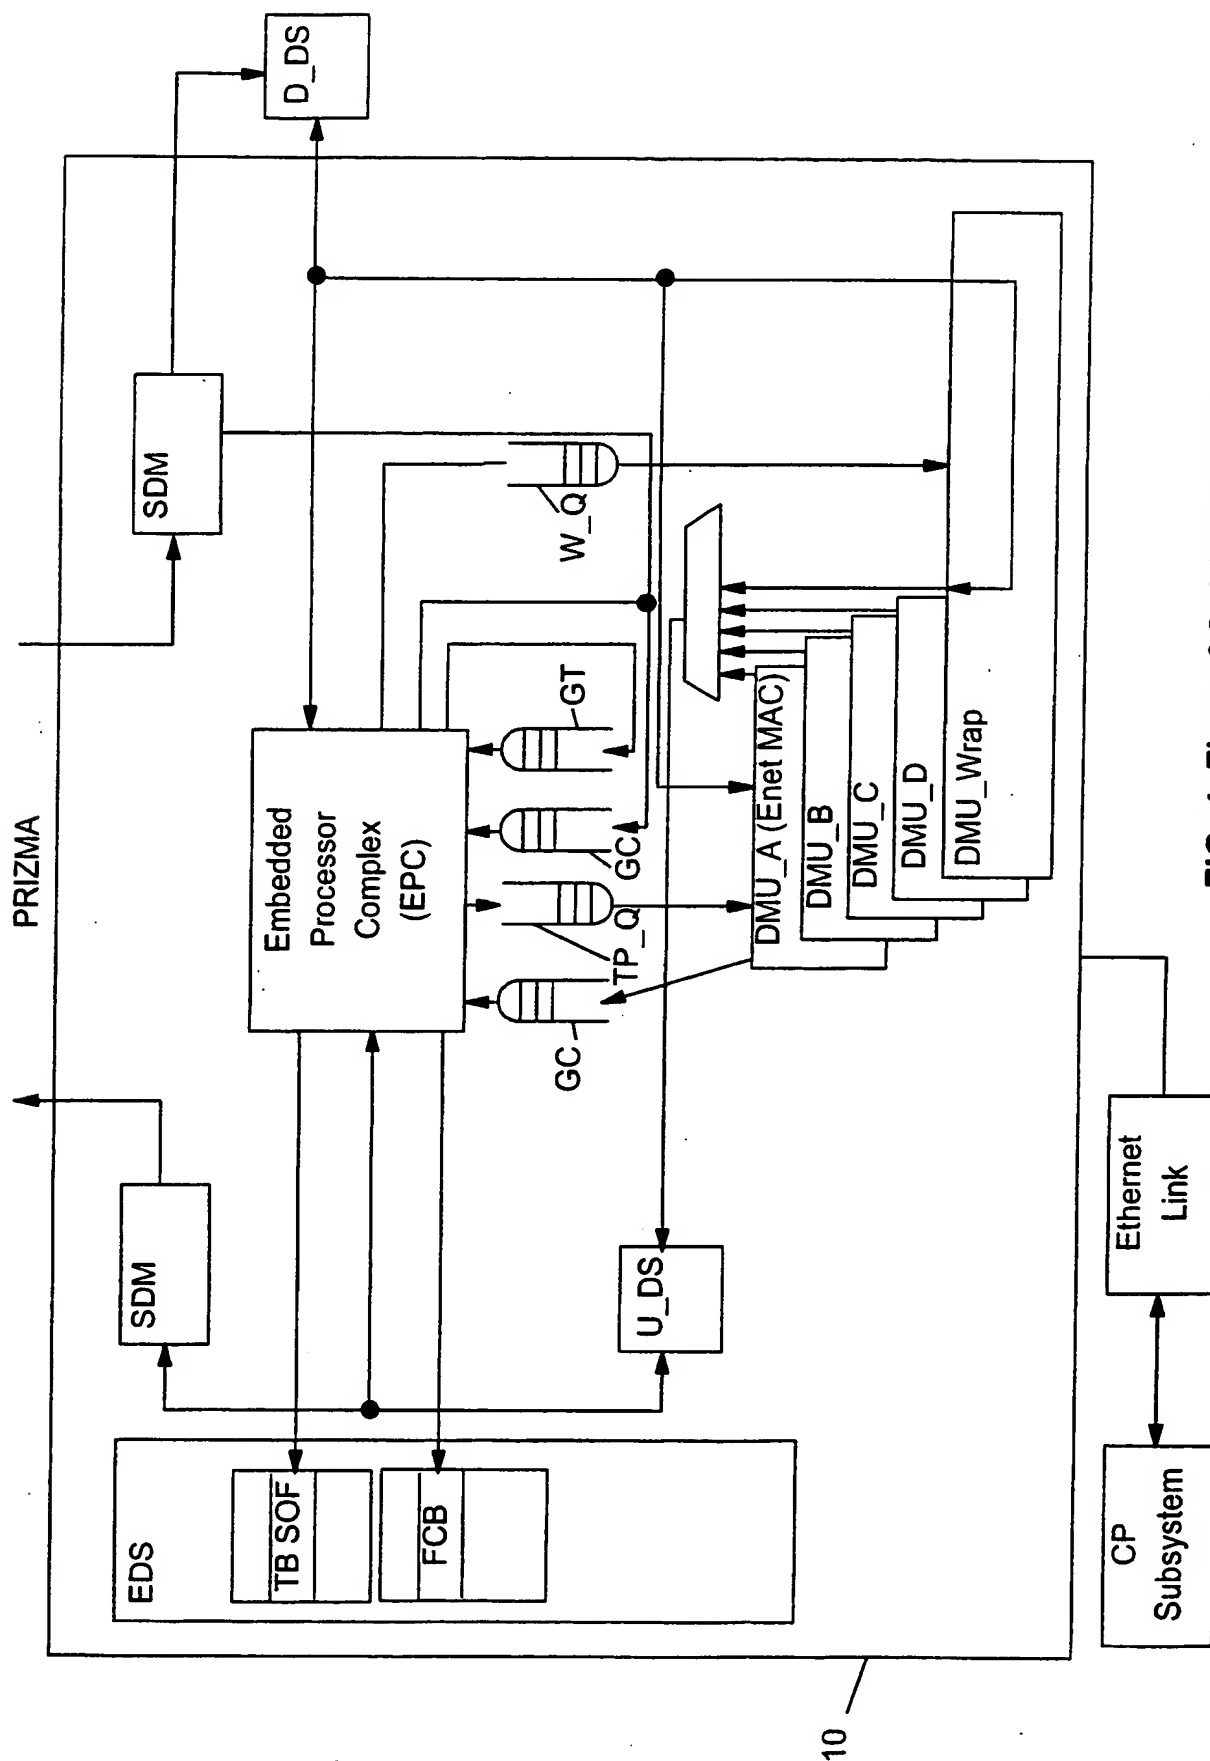 PRIZMA
D_DS
SDM
SDM
EDS
TB SOF
FCB
Embedded
Processor
Complex
(EPC)
GC
TP_Q
GC
GT
W_Q
U_DS
DMU_A (Enet MAC)
DMU_B
DMU_C
DMU_D
DMU_Wrap
10
CP
Subsystem
Ethernet
Link